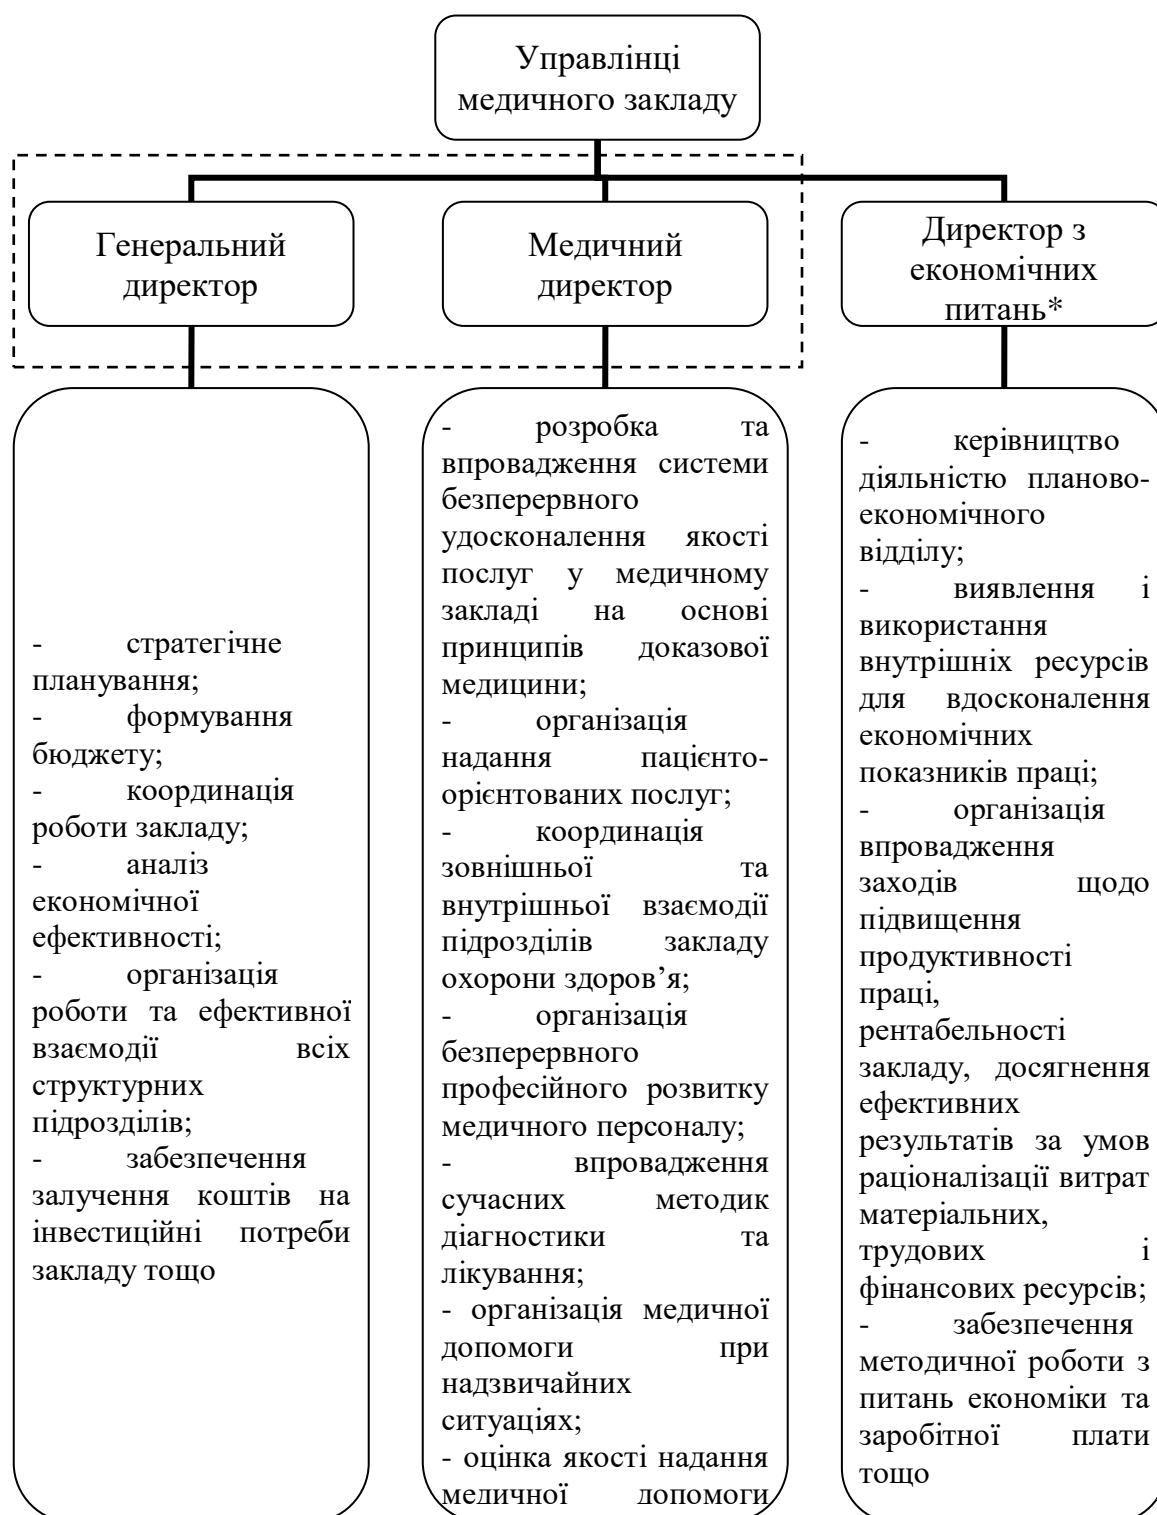 Управлінці
медичного закладу
Генеральний
директор
Медичний
директор
Директор з
економічних
питань*
- стратегічне
планування;
- формування
бюджету;
- координація
роботи закладу;
- аналіз
економічної
ефективності;
- організація
роботи та ефективної
взаємодії всіх
структурних
підрозділів;
- забезпечення
залучення коштів на
інвестиційні потреби
закладу тощо
- розробка та
впровадження системи
безперервного
удосконалення якості
послуг у медичному
закладі на основі
принципів доказової
медицини;
- організація
надання пацієнто-
орієнтованих послуг;
- координація
зовнішньої та
внутрішньої взаємодії
підрозділів закладу
охорони здоров’я;
- організація
безперервного
професійного розвитку
медичного персоналу;
- впровадження
сучасних методик
діагностики та
лікування;
- організація медичної
допомоги при
надзвичайних
ситуаціях;
- оцінка якості надання
медичної допомоги
- керівництво
діяльністю планово-
економічного
відділу;
- виявлення і
використання
внутрішніх ресурсів
для вдосконалення
економічних
показників праці;
- організація
впровадження
заходів щодо
підвищення
продуктивності
праці,
рентабельності
закладу, досягнення
ефективних
результатів за умов
раціоналізації витрат
матеріальних,
трудових і
фінансових ресурсів;
- забезпечення
методичної роботи з
питань економіки та
заробітної плати
тощо